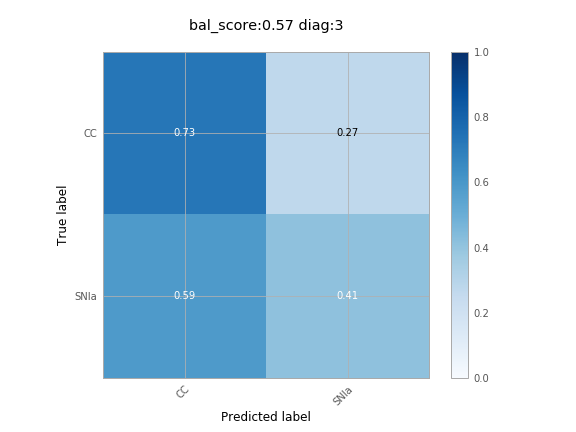 bal_score:0.57 diag:3
1.0
0.8
CC
0.73
0.27
0.6
True label
0.4
SNIa
0.59
0.41
0.2
0.0
CC
SNIa
Predicted label